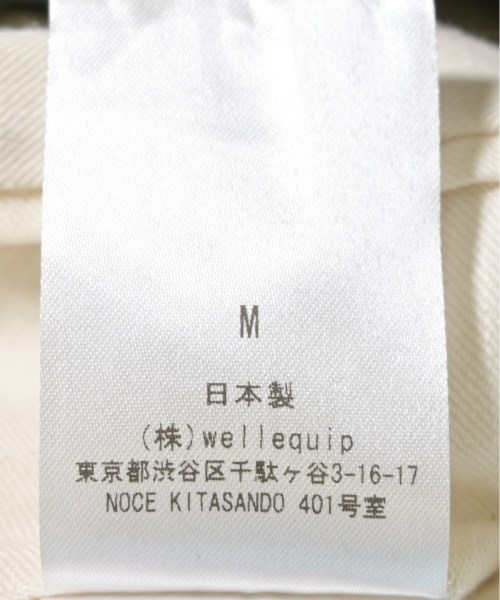 M
日本製
(株)wellequip
東京都渋谷区千駄ヶ谷3-16-17
NOCE KITASANDO 401号室